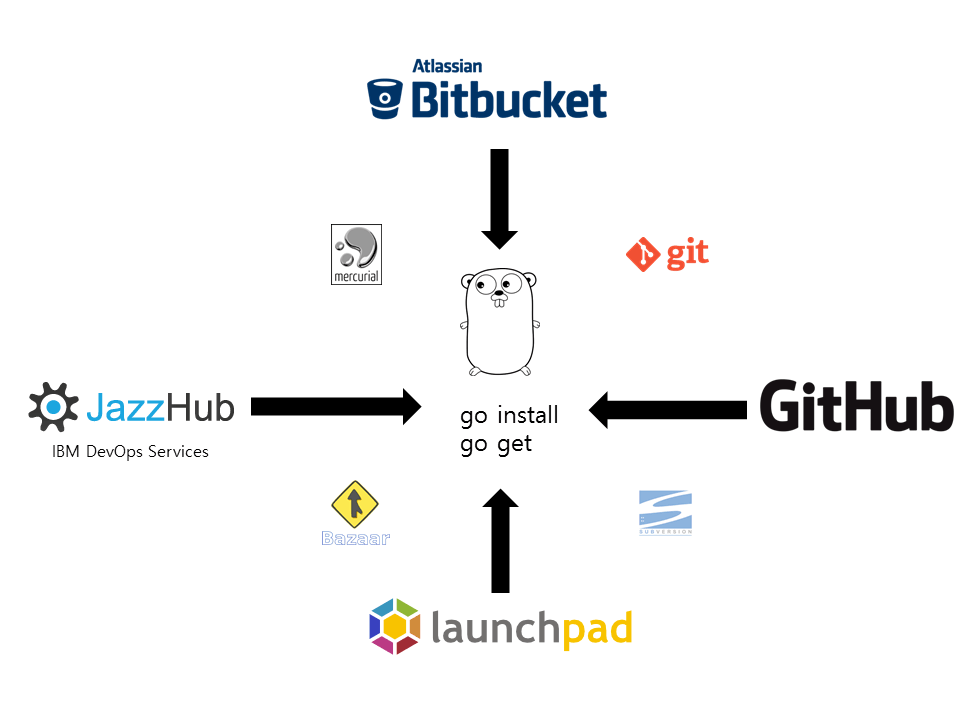 Atlassian
Bitbucket
mercurial
git
JazzHub
IBM DevOps Services
go install
go get
GitHub
Bazaar
SUBVERSION
launchpad